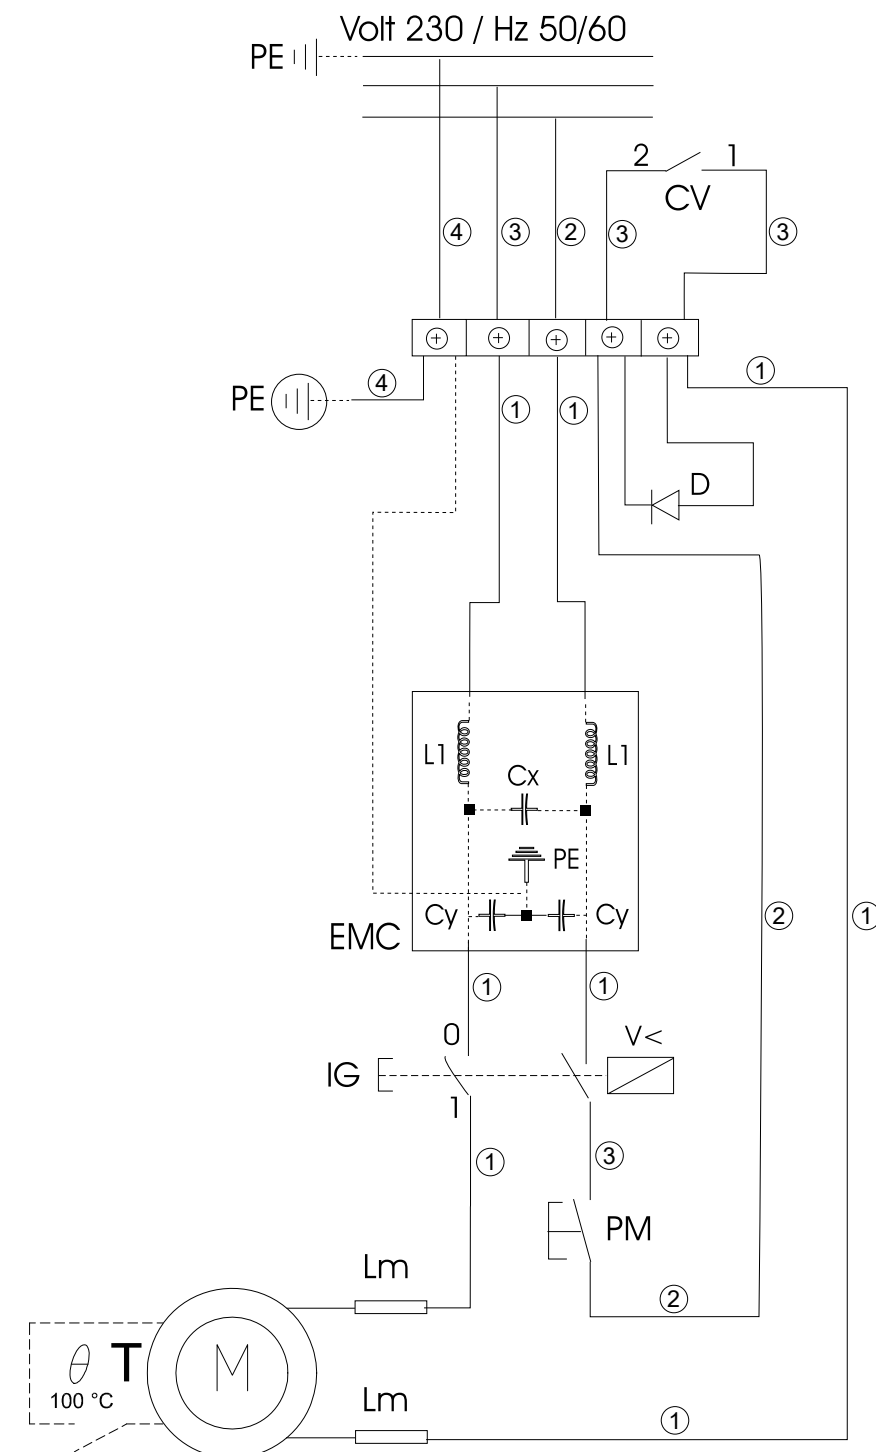 Volt 230 / Hz 50/60
PE
2 1
CV
4 3 2 3 3
PE 4
1 1 1
D
L1 L1
Cx
PE
Cy Cy
EMC
2 1
1 1
0 V<
IG
1
1 3
PM
Lm
2
θ T M
100 °C
Lm
1